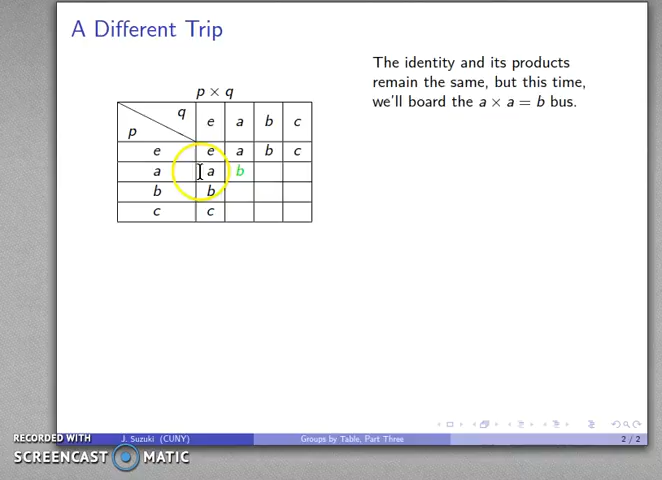 A Different Trip
The identity and its products
remain the same, but this time,
we'll board the a × a = b bus.
p × q
q e a b c
p
e e a b c
a a b
b b
c c
RECORDED WITH
SCREENCAST MATIC
J. Suzuki (CUNY) Groups by Table, Part Three 2 / 2